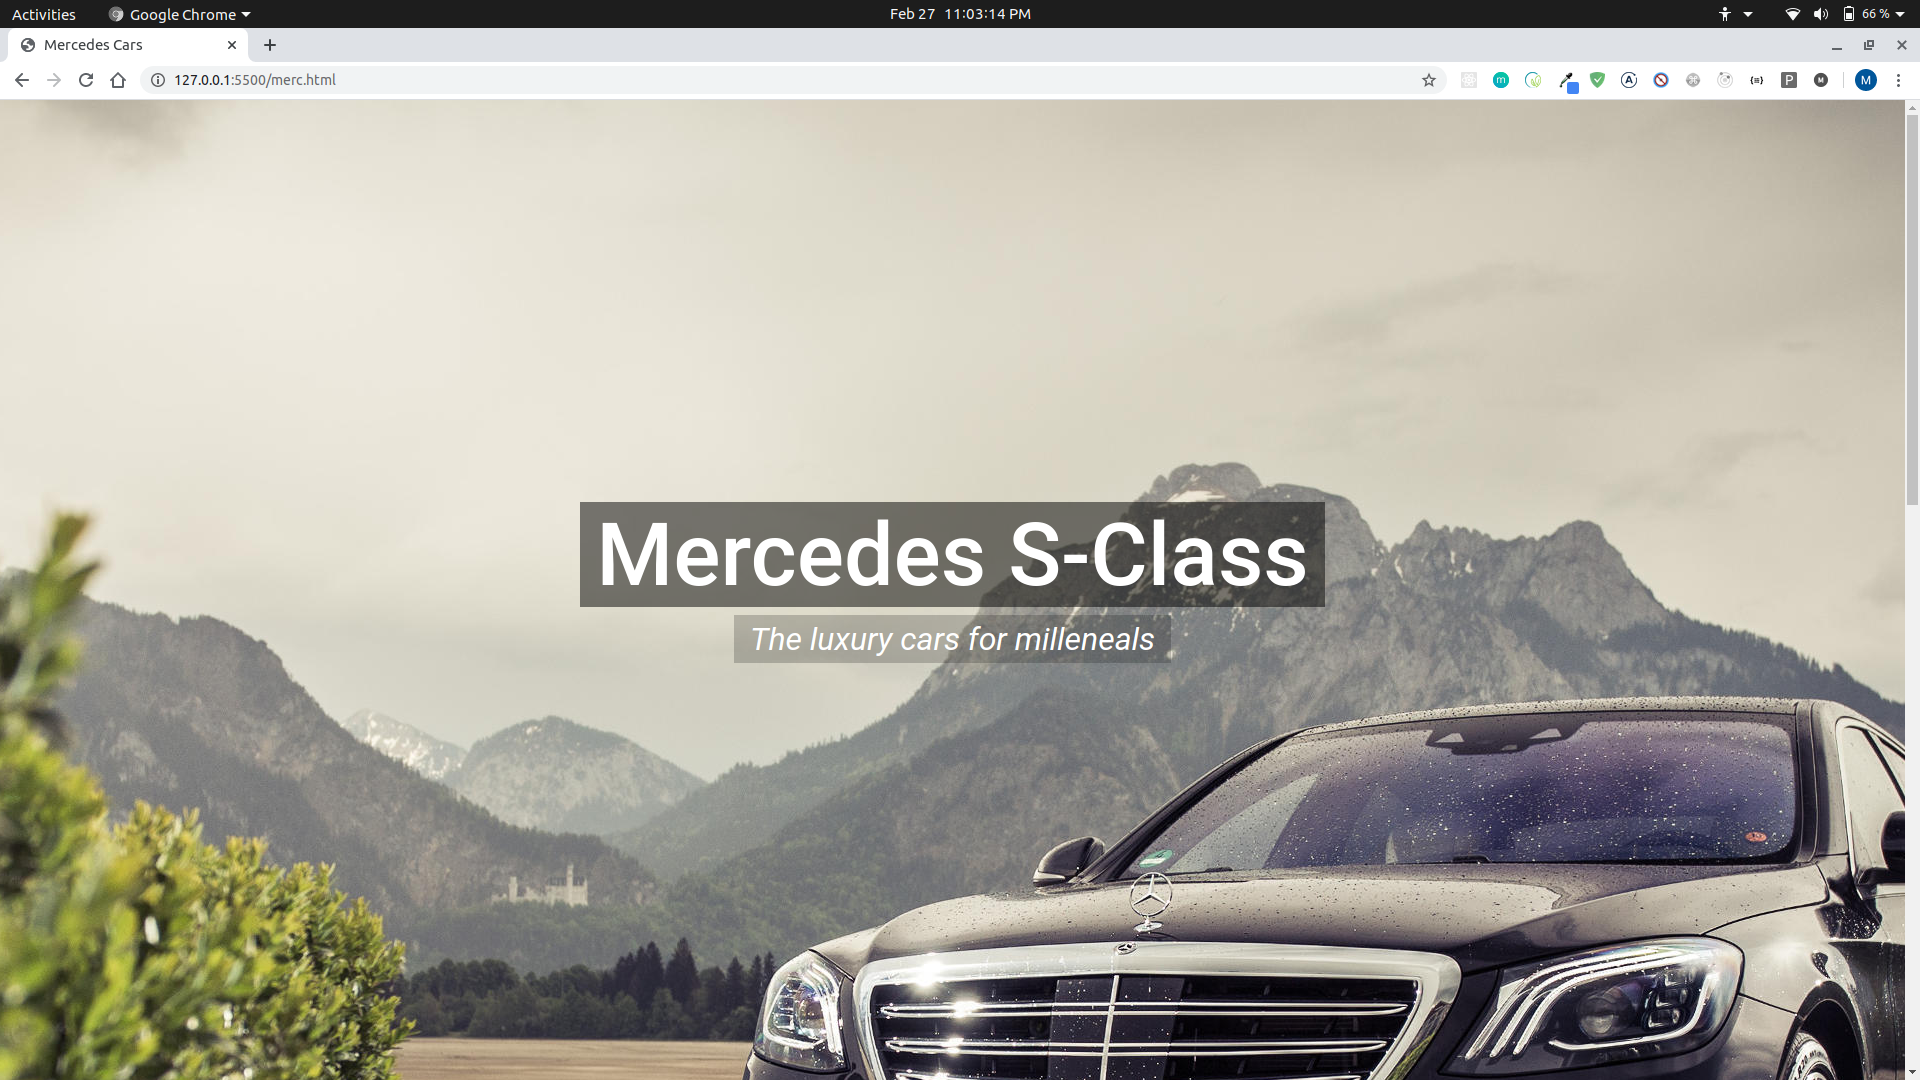 Activities Google Chrome Feb 27 11:03:14 PM 66 %
Mercedes Cars
127.0.0.1:5500/merc.html M
Mercedes S-Class
The luxury cars for milleneals